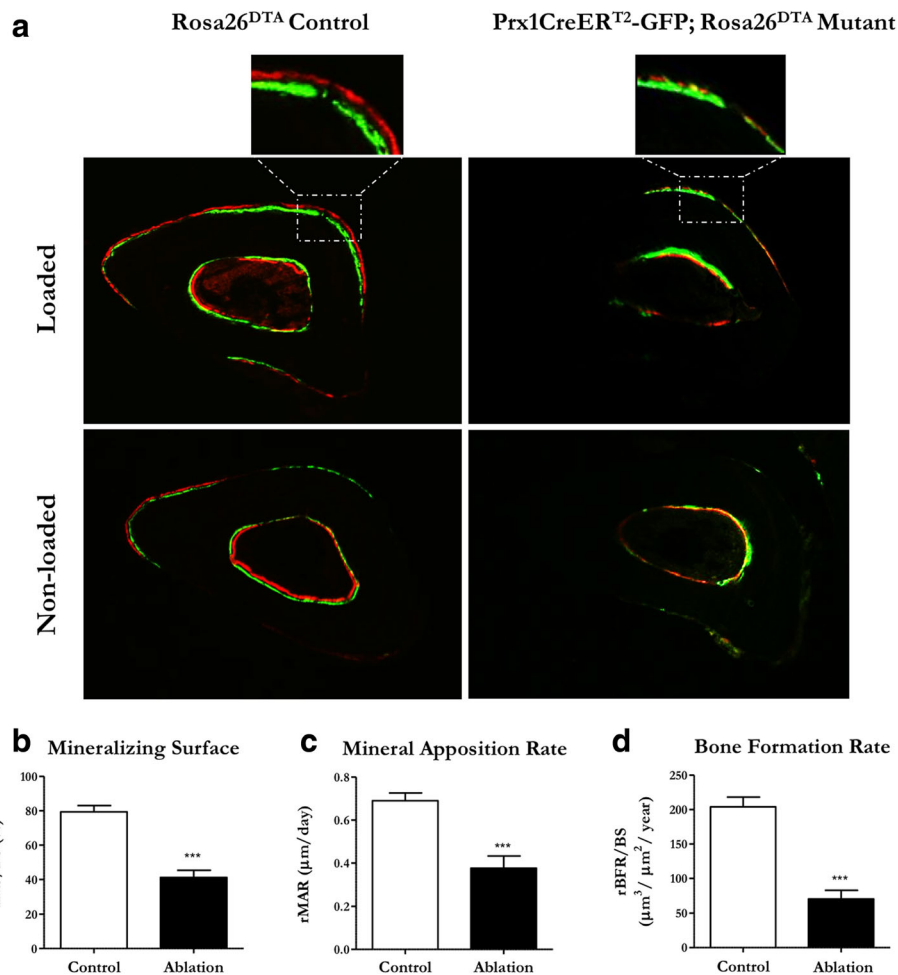 a
Rosa26ᴰᵀᴬ Control
Prx1CreERᵀ²-GFP; Rosa26ᴰᵀᴬ Mutant
Loaded
Non-loaded
b Mineralizing Surface
100
80
60
40
20
0
***
Control Ablation
c Mineral Apposition Rate
rMAR (µm/day)
0.8
0.6
0.4
0.2
0.0
***
Control Ablation
d Bone Formation Rate
rBFR/BS
(µm³/ µm²/ year)
250
200
150
100
50
0
***
Control Ablation